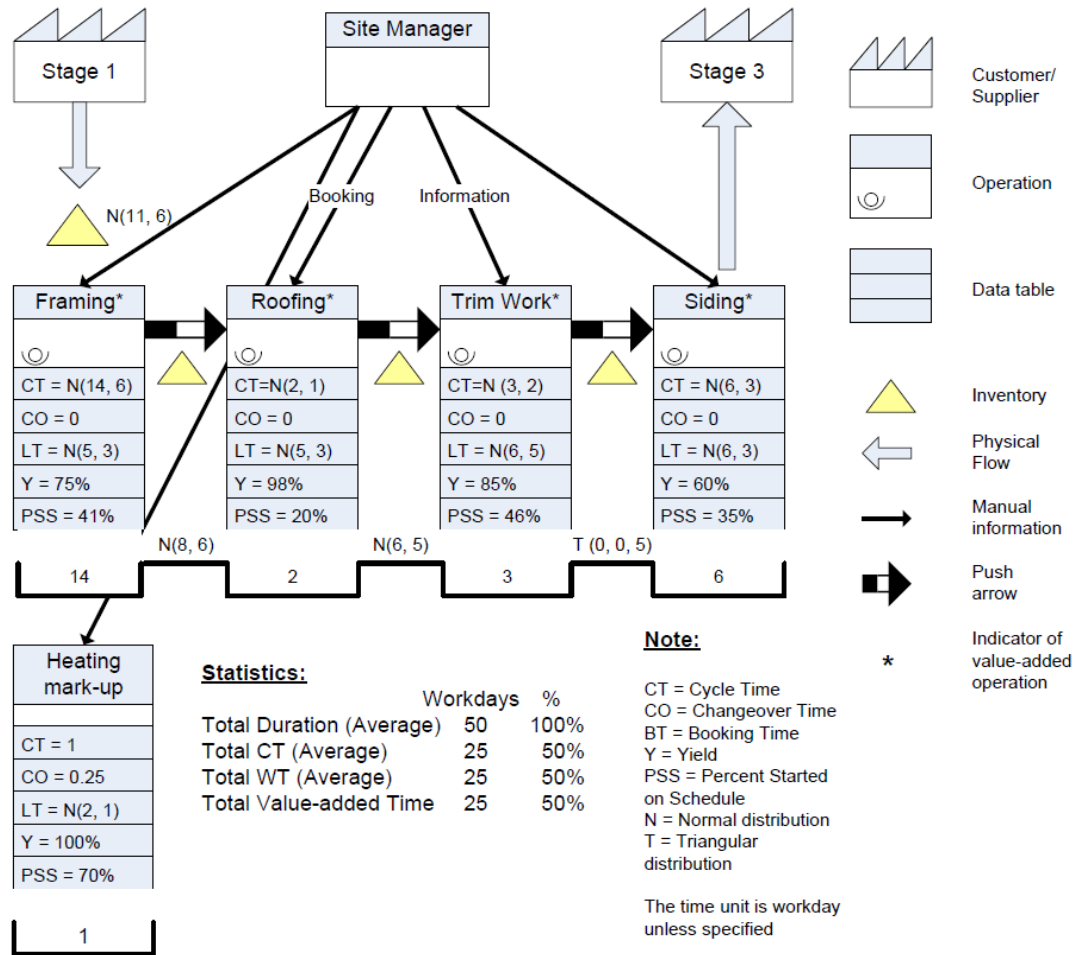 Stage 1
Site Manager
Stage 3
Customer/
Supplier
Operation
Data table
Inventory
Physical
Flow
Manual
information
Push
arrow
*
Indicator of
value-added
operation
N(11, 6)
Booking
Information
Framing*
CT = N(14, 6)
CO = 0
LT = N(5, 3)
Y = 75%
PSS = 41%
Roofing*
CT=N(2, 1)
CO = 0
LT = N(5, 3)
Y = 98%
PSS = 20%
Trim Work*
CT=N (3, 2)
CO = 0
LT = N(6, 5)
Y = 85%
PSS = 46%
Siding*
CT = N(6, 3)
CO = 0
LT = N(6, 3)
Y = 60%
PSS = 35%
14
N(8, 6)
2
N(6, 5)
3
T (0, 0, 5)
6
Heating
mark-up
CT = 1
CO = 0.25
LT = N(2, 1)
Y = 100%
PSS = 70%
1
Statistics:
Workdays %
Total Duration (Average) 50 100%
Total CT (Average) 25 50%
Total WT (Average) 25 50%
Total Value-added Time 25 50%
Note:
CT = Cycle Time
CO = Changeover Time
BT = Booking Time
Y = Yield
PSS = Percent Started
on Schedule
N = Normal distribution
T = Triangular
distribution
The time unit is workday
unless specified